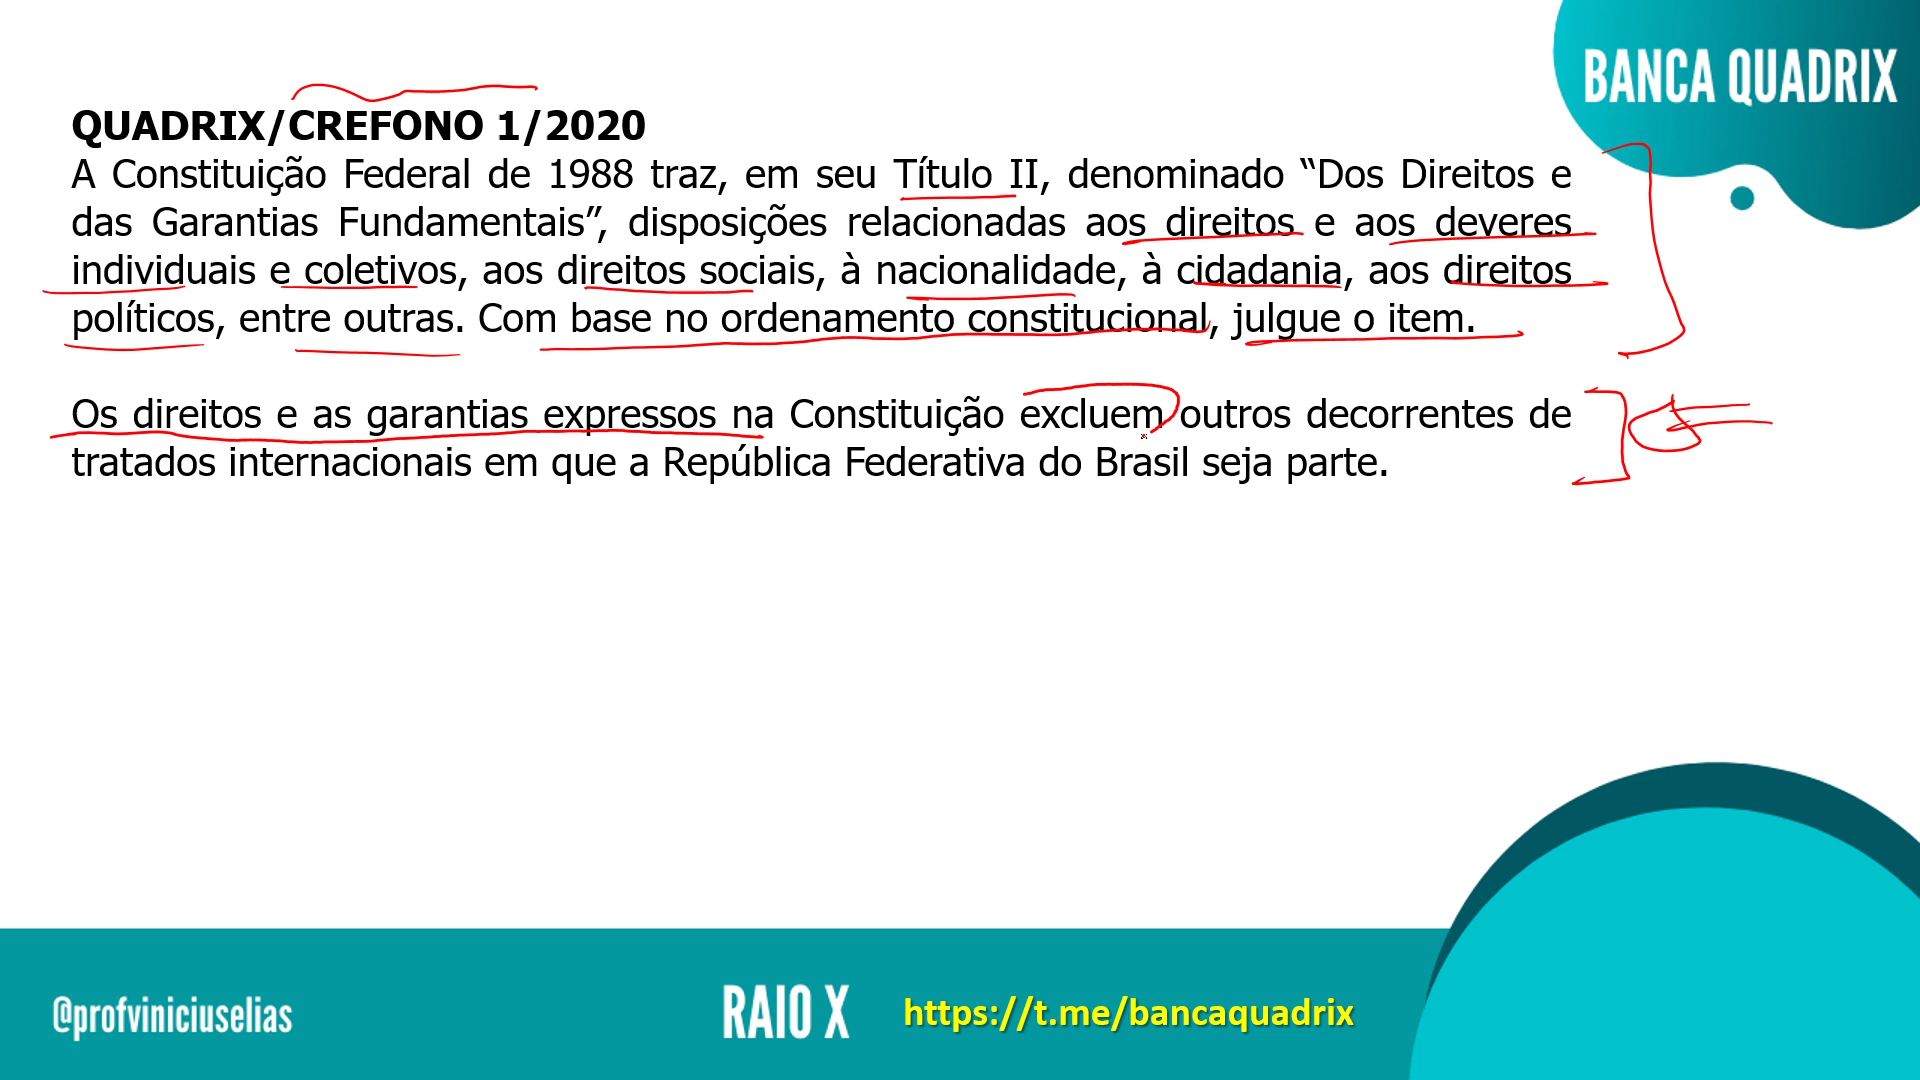 BANCA QUADRIX
QUADRIX/CREFONO 1/2020
A Constituição Federal de 1988 traz, em seu Título II, denominado “Dos Direitos e
das Garantias Fundamentais”, disposições relacionadas aos direitos e aos deveres
individuais e coletivos, aos direitos sociais, à nacionalidade, à cidadania, aos direitos
políticos, entre outras. Com base no ordenamento constitucional, julgue o item.
Os direitos e as garantias expressos na Constituição excluem outros decorrentes de
tratados internacionais em que a República Federativa do Brasil seja parte.
@profviniciuselias
RAIO X
https://t.me/bancaquadrix